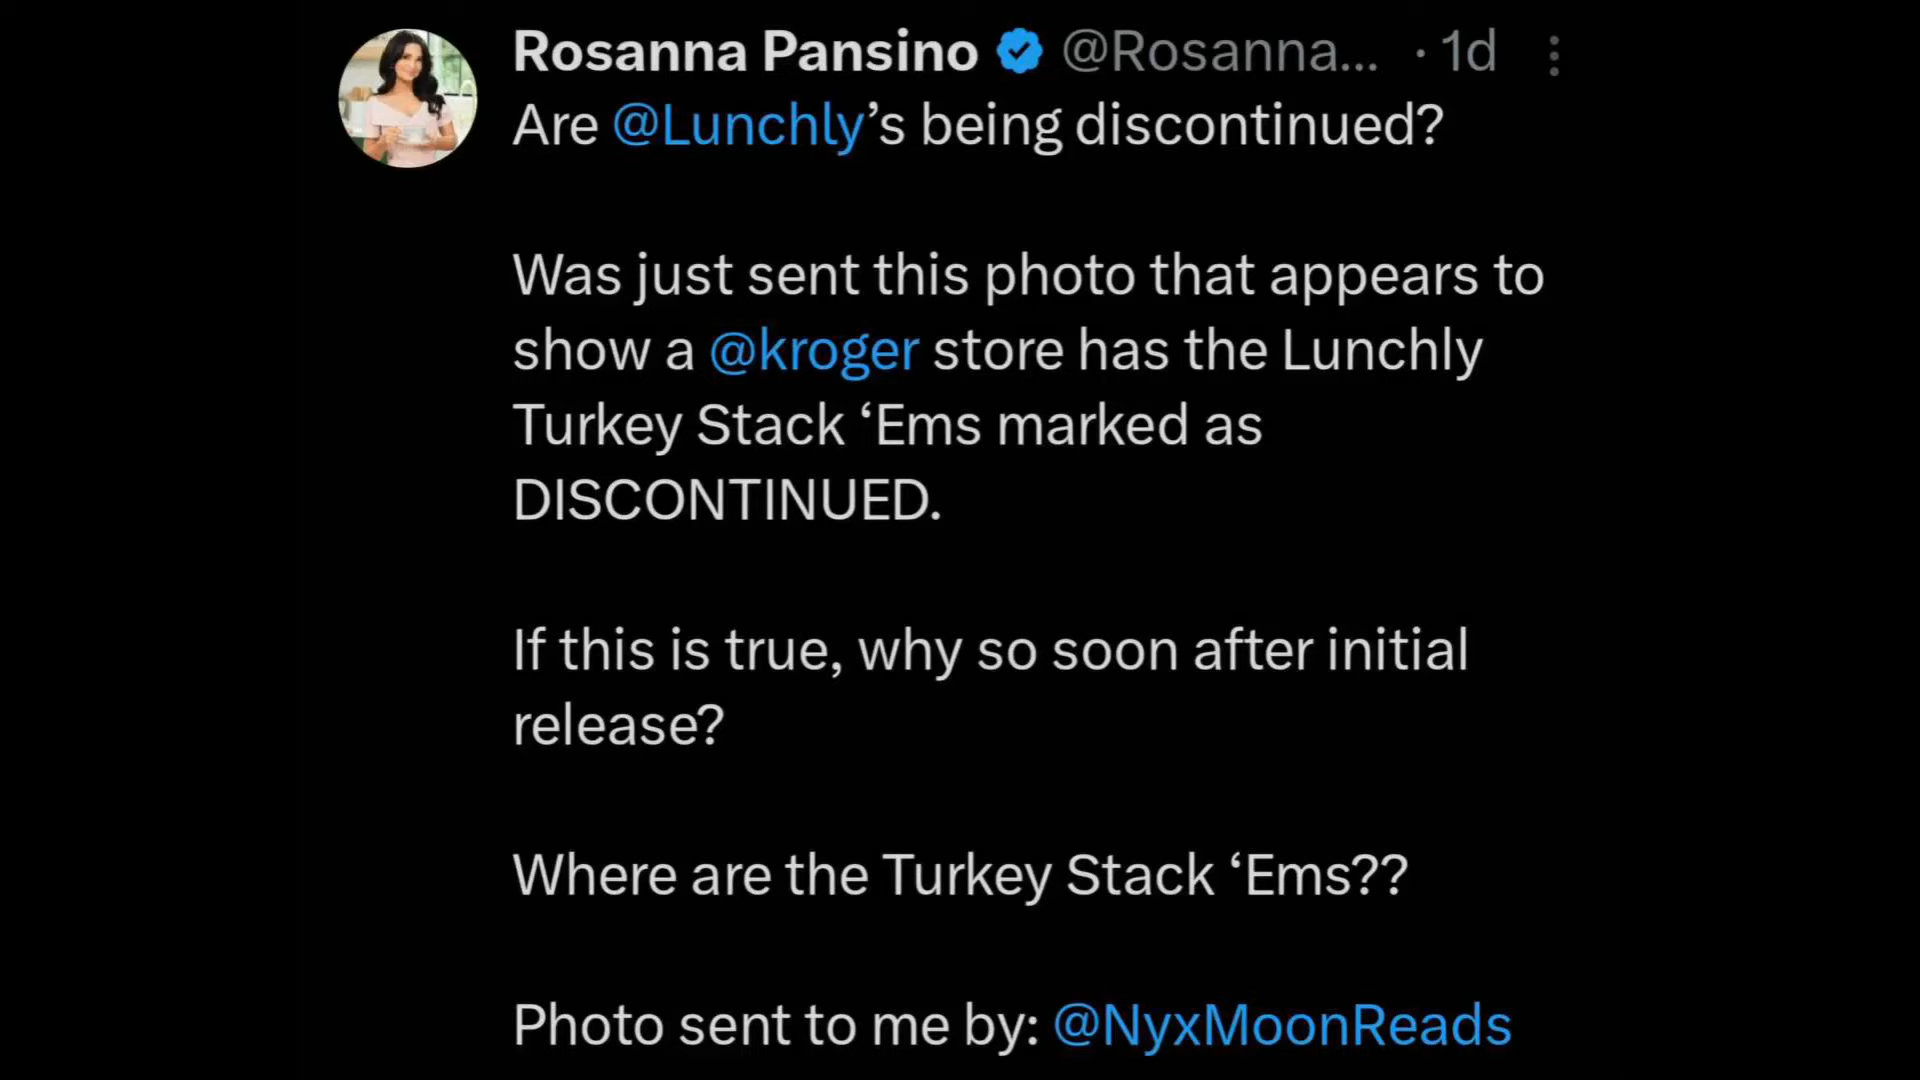 Rosanna Pansino @Rosanna... · 1d
Are @Lunchly’s being discontinued?
Was just sent this photo that appears to
show a @kroger store has the Lunchly
Turkey Stack ‘Ems marked as
DISCONTINUED.
If this is true, why so soon after initial
release?
Where are the Turkey Stack ‘Ems??
Photo sent to me by: @NyxMoonReads